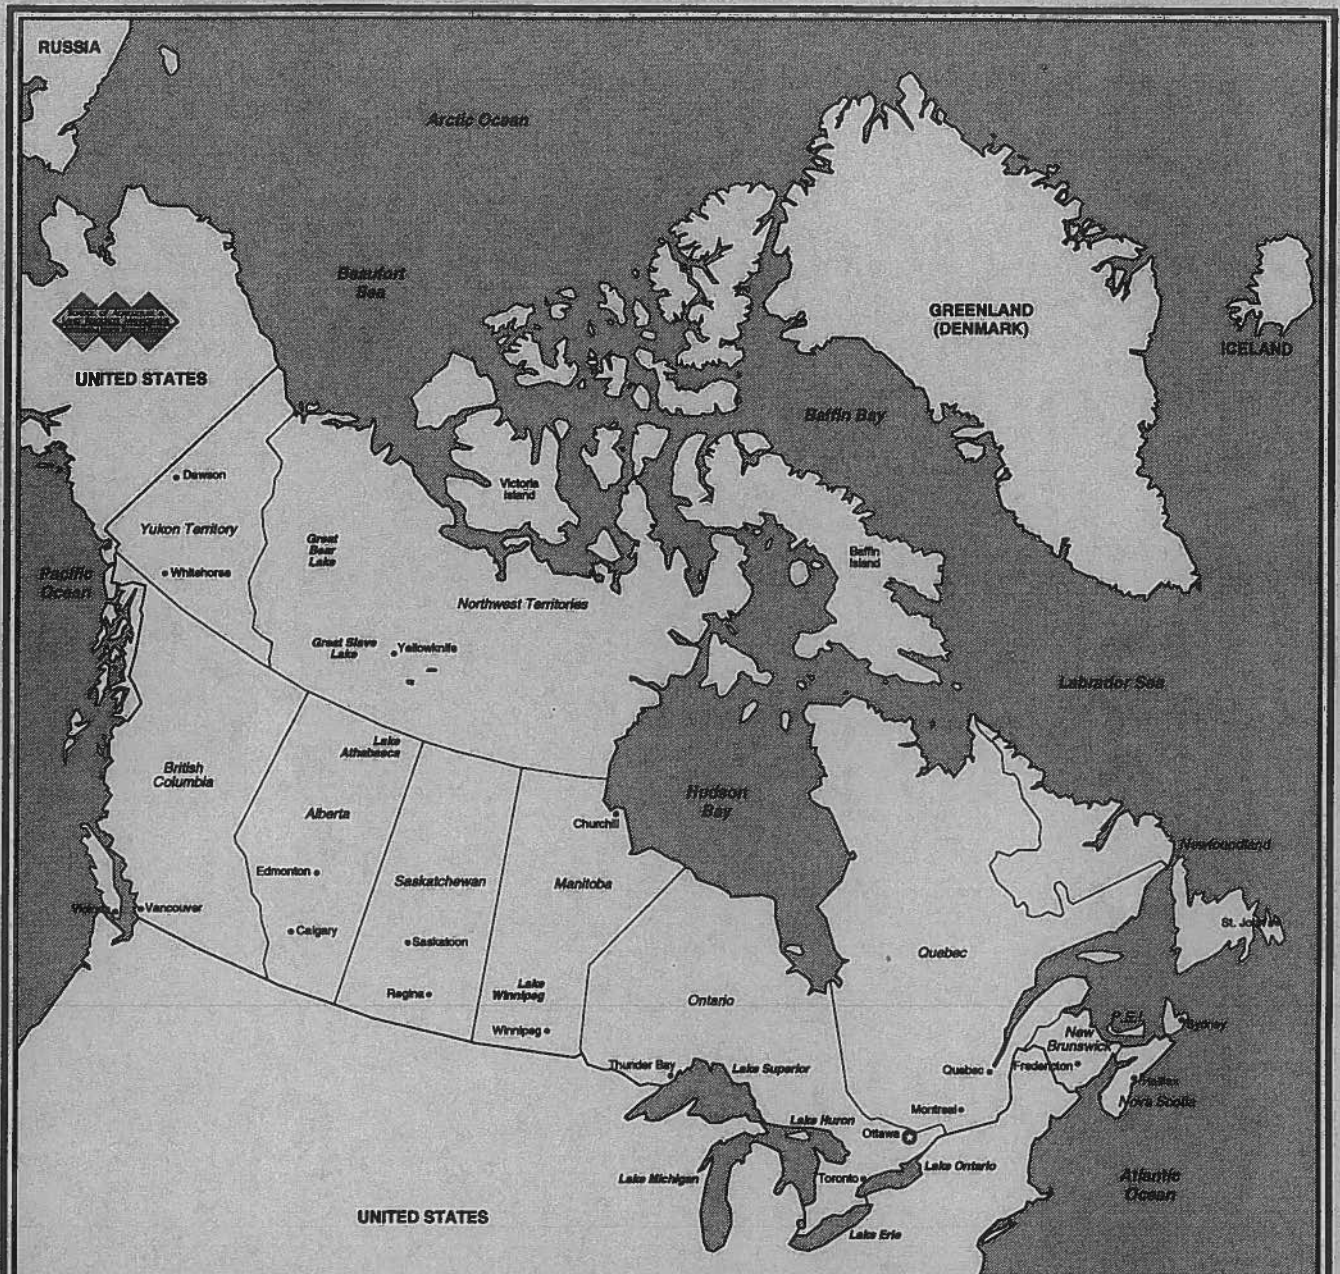 RUSSIA
Arctic Ocean
Beaufort
Sea
GREENLAND
(DENMARK)
ICELAND
UNITED STATES
Baffin Bay
Dawson
Victoria
Island
Yukon Territory
Great
Bear
Lake
Baffin
Island
Pacific
Ocean
Whitehorse
Northwest Territories
Great Slave
Lake
Yellowknife
Labrador Sea
Lake
Athabasca
British
Columbia
Hudson
Bay
Alberta
Churchill
Newfoundland
Edmonton
Saskatchewan
Manitoba
Victoria
Vancouver
Calgary
St. John's
Saskatoon
Quebec
Regina
Lake
Winnipeg
Ontario
P.E.I.
Sydney
Winnipeg
New
Brunswick
Thunder Bay
Lake Superior
Quebec
Fredericton
Halifax
Nova Scotia
Montreal
Lake Huron
Ottawa
Lake Michigan
Toronto
Lake Ontario
Atlantic
Ocean
UNITED STATES
Lake Erie